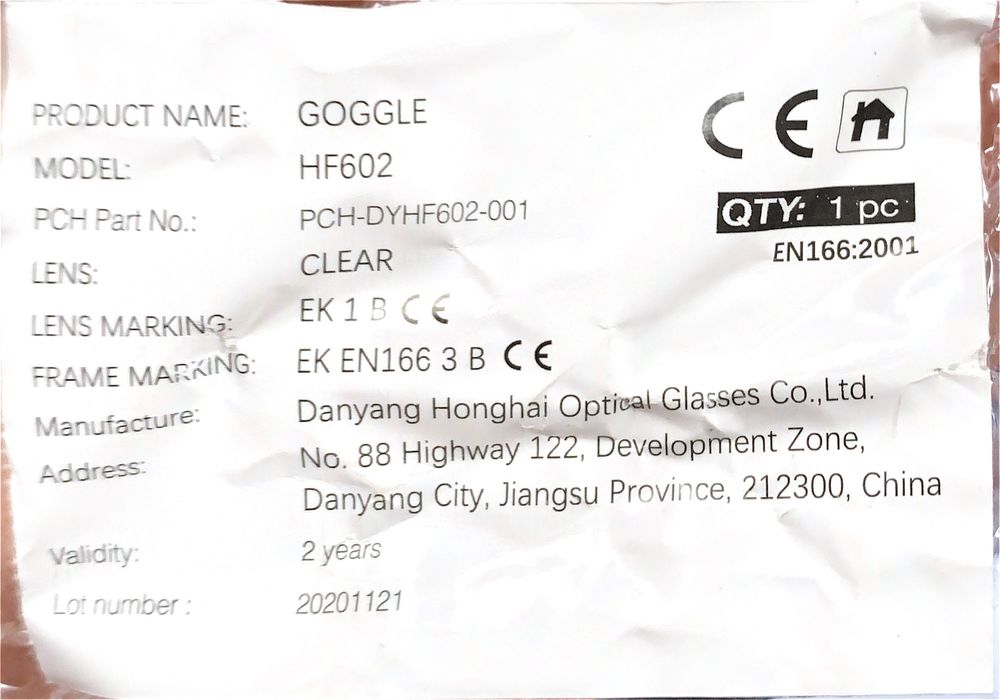 PRODUCT NAME: GOGGLE
MODEL: HF602
PCH Part No.: PCH-DYHF602-001
LENS: CLEAR
LENS MARKING: EK 1 B CE
FRAME MARKING: EK EN166 3 B CE
Manufacture: Danyang Honghai Optical Glasses Co.,Ltd.
Address: No. 88 Highway 122, Development Zone,
Danyang City, Jiangsu Province, 212300, China
Validity: 2 years
Lot number : 20201121
CE
QTY: 1 pc
EN166:2001